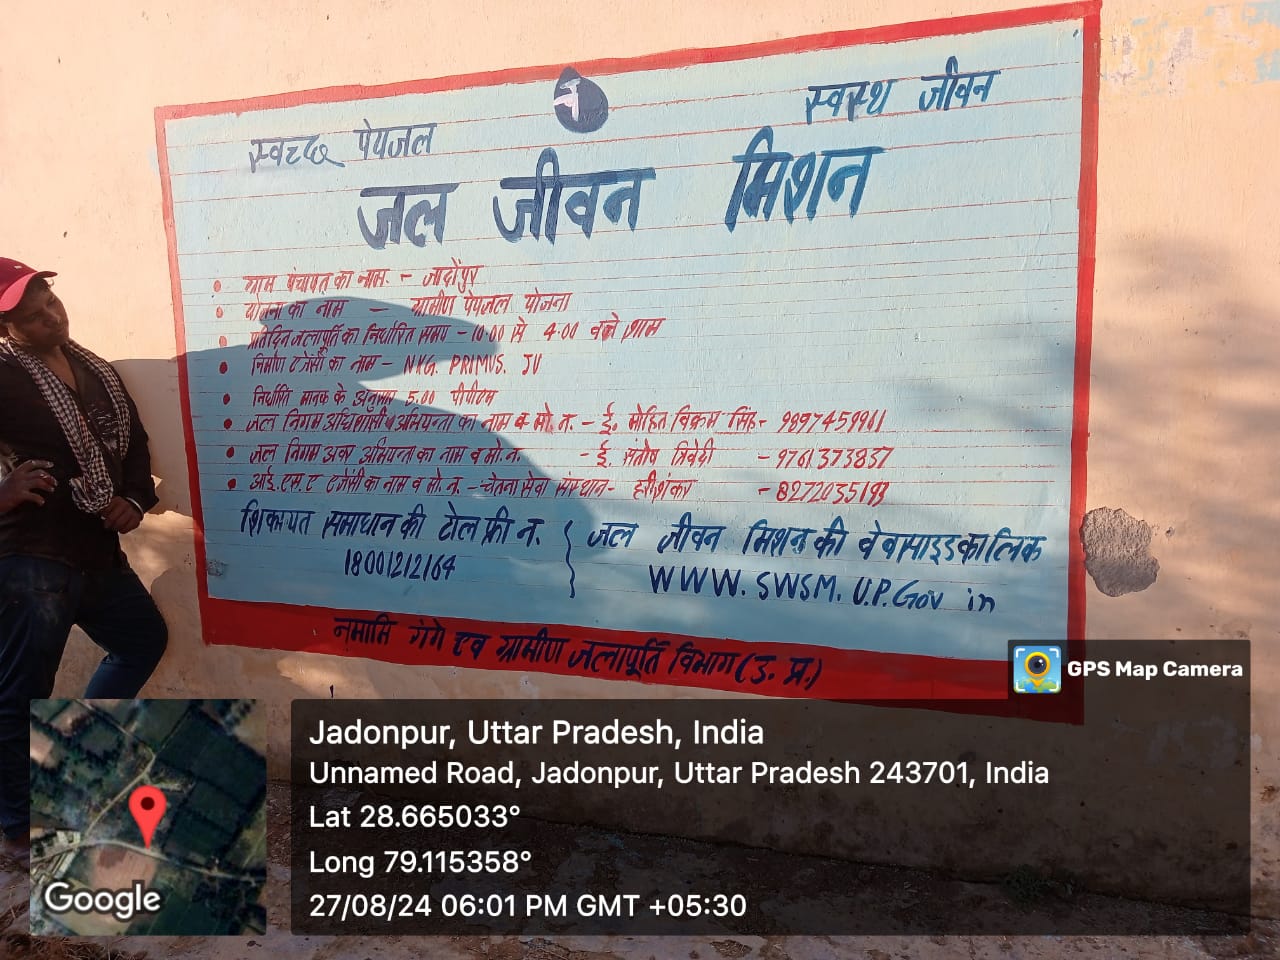 स्वच्छ पेयजल
स्वस्थ जीवन
जल जीवन मिशन
• ग्राम पंचायत का नाम. - जादोंपुर
• योजना का नाम - ग्रामीण पेयजल योजना
• प्रतिदिन जलापूर्ति का निर्धारित समय - 10.00 से 4.00 बजे शाम
• निर्माण एजेंसी का नाम - NKG. PRIMUS. JV
• निर्धारित मानक के अनुसार 5.00 पीपीएम
• जल निगम अधिशासी अभियन्ता का नाम व मो. न. - ई. मोहित विक्रम सिंह - 9897459961
• जल निगम अवर अभियन्ता का नाम व मो. न. - ई. संतोष त्रिवेदी - 9761373837
• आई. एस. ए एजेंसी का नाम व मो. न. - चेतना सेवा संस्थान - हरीशंकर - 8272035193
शिकायत समाधान की टोल फ्री न.
18001212164
जल जीवन मिशन की वेबसाइड का लिंक
WWW. SWSM. U.P. Gov in
नमामि गंगे एव ग्रामीण जलापूर्ति विभाग (उ. प्र.)
GPS Map Camera
Jadonpur, Uttar Pradesh, India
Unnamed Road, Jadonpur, Uttar Pradesh 243701, India
Lat 28.665033°
Long 79.115358°
27/08/24 06:01 PM GMT +05:30
Google